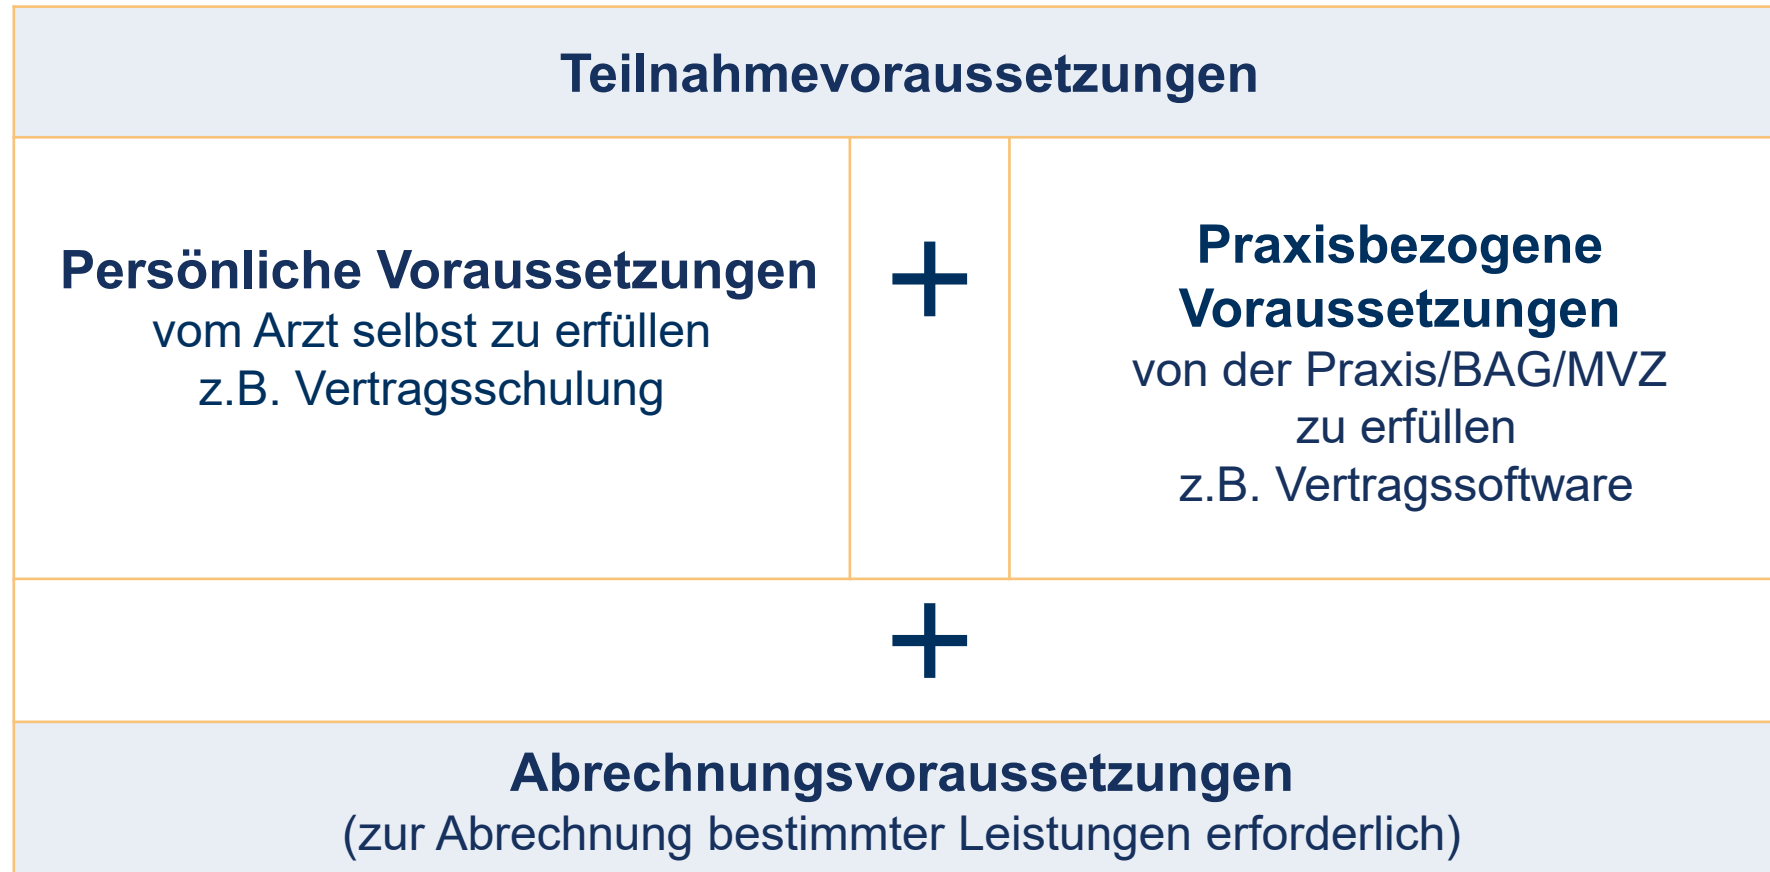 Teilnahmevoraussetzungen
Persönliche Voraussetzungen
vom Arzt selbst zu erfüllen
z.B. Vertragsschulung
+
Praxisbezogene
Voraussetzungen
von der Praxis/BAG/MVZ
zu erfüllen
z.B. Vertragssoftware
+
Abrechnungsvoraussetzungen
(zur Abrechnung bestimmter Leistungen erforderlich)